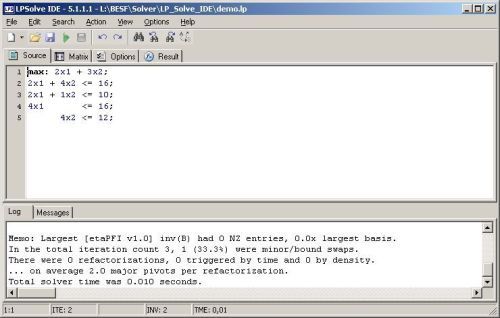 LPSolve IDE - 5.1.1.1 - L:\BESF\Solver\LP_Solve_IDE\demo.lp
File Edit Search Action View Options Help
Source Matrix Options Result
1 max: 2x1 + 3x2;
2 2x1 + 4x2 <= 16;
3 2x1 + 1x2 <= 10;
4 4x1 <= 16;
5 4x2 <= 12;
Log Messages
Memo: Largest [etaPFI v1.0] inv(B) had 0 NZ entries, 0.0x largest basis.
In the total iteration count 3, 1 (33.3%) were minor/bound swaps.
There were 0 refactorizations, 0 triggered by time and 0 by density.
... on average 2.0 major pivots per refactorization.
Total solver time was 0.010 seconds.
1:1 ITE: 2 INV: 2 TME: 0,01